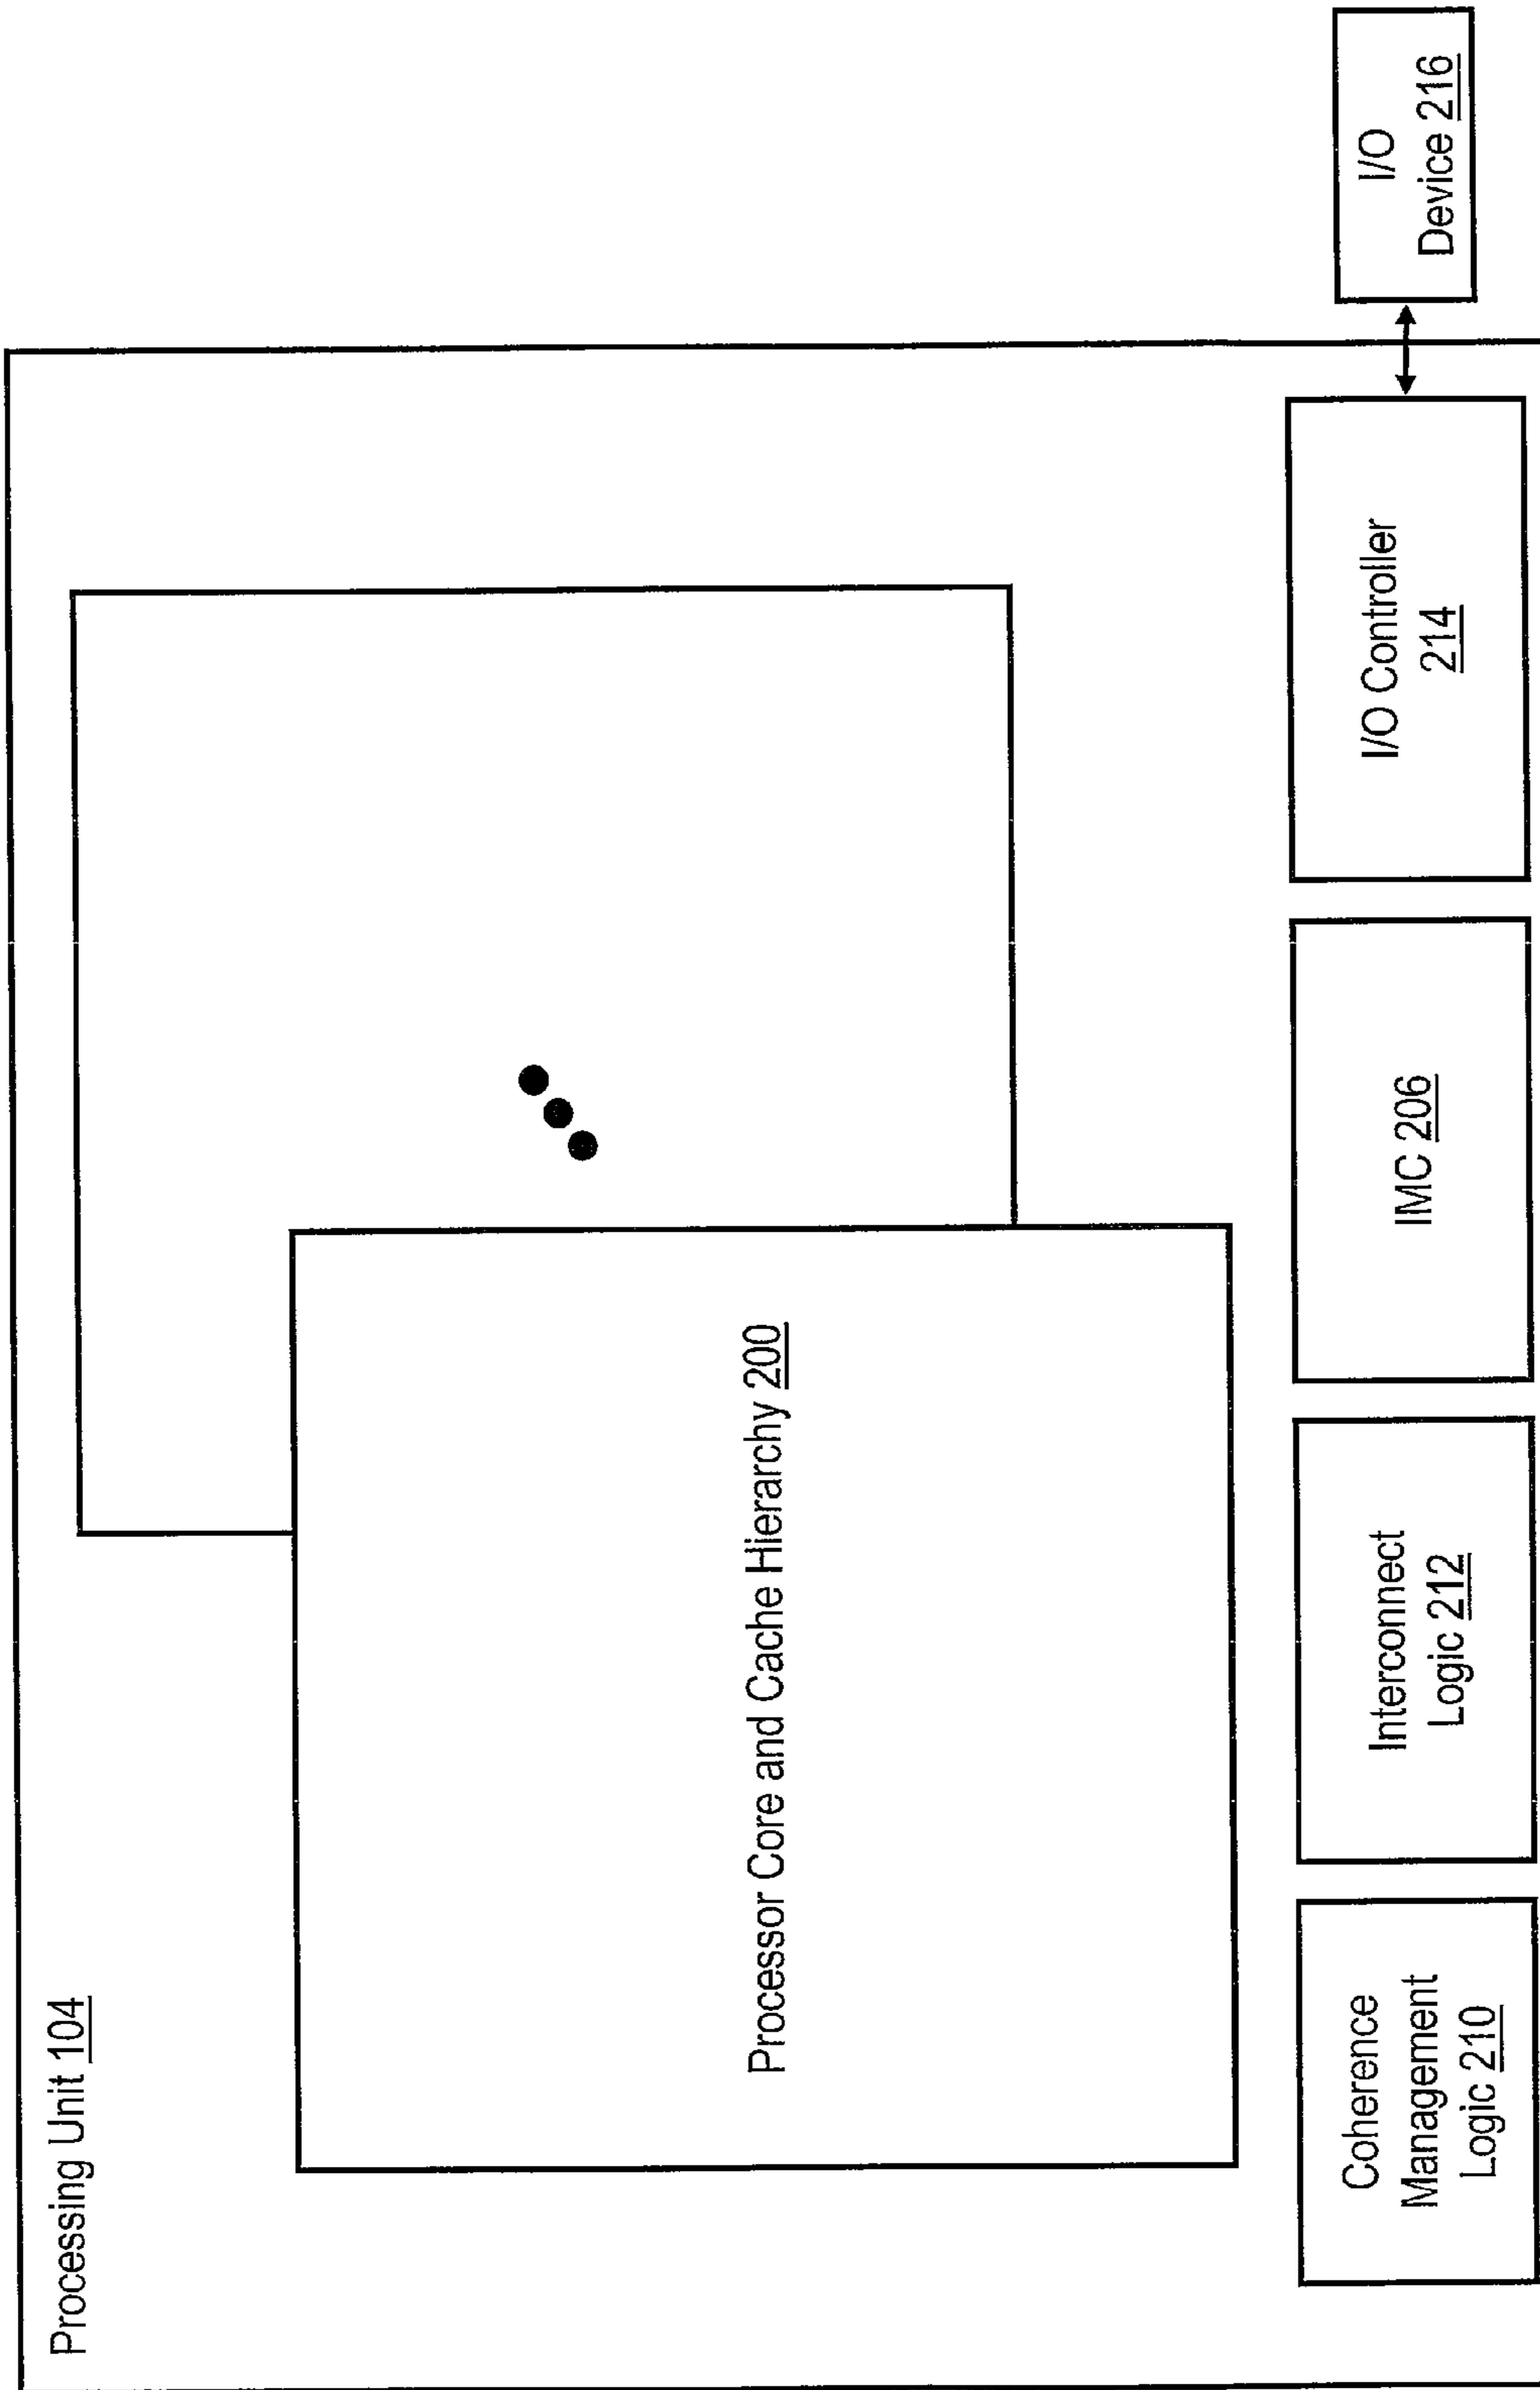 Processing Unit 104
Processor Core and Cache Hierarchy 200
Coherence
Management
Logic 210
Interconnect
Logic 212
IMC 206
I/O Controller
214
I/O
Device 216